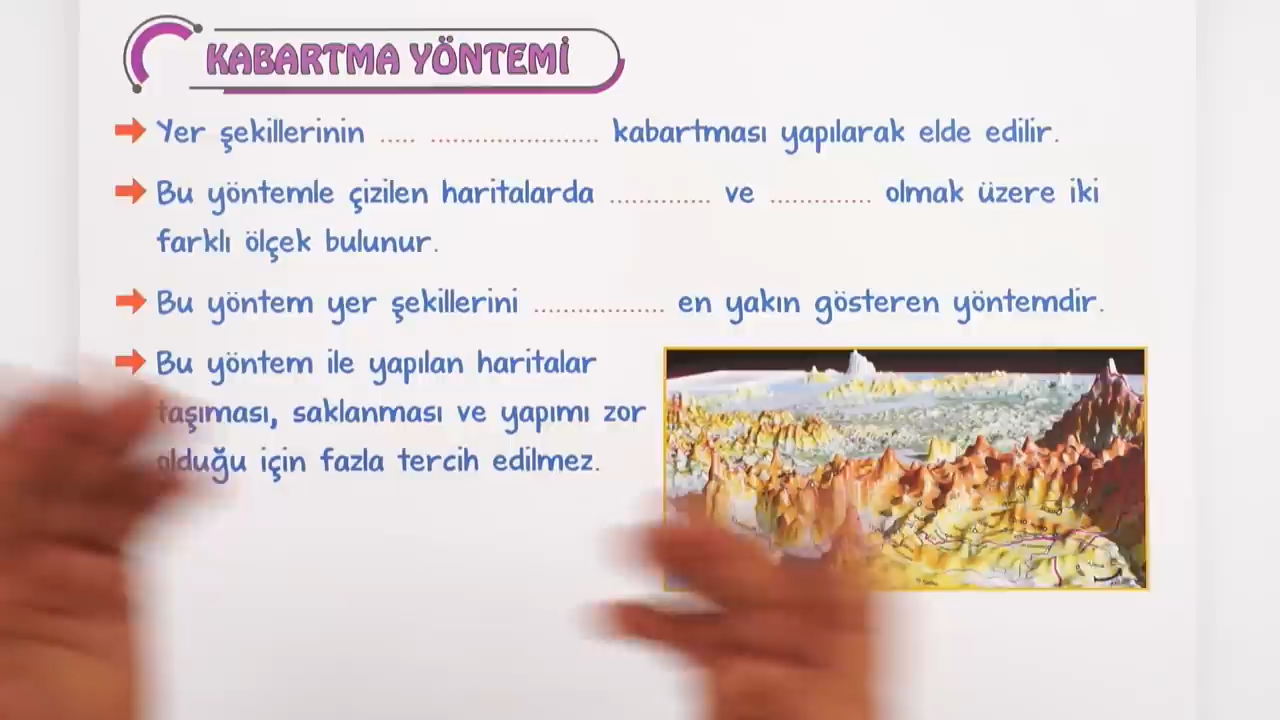 KABARTMA YÖNTEMİ
Yer şekillerinin ..... ...................... kabartması yapılarak elde edilir.
Bu yöntemle çizilen haritalarda ............. ve ............. olmak üzere iki
farklı ölçek bulunur.
Bu yöntem yer şekillerini ................. en yakın gösteren yöntemdir.
Bu yöntem ile yapılan haritalar
taşıması, saklanması ve yapımı zor
olduğu için fazla tercih edilmez.